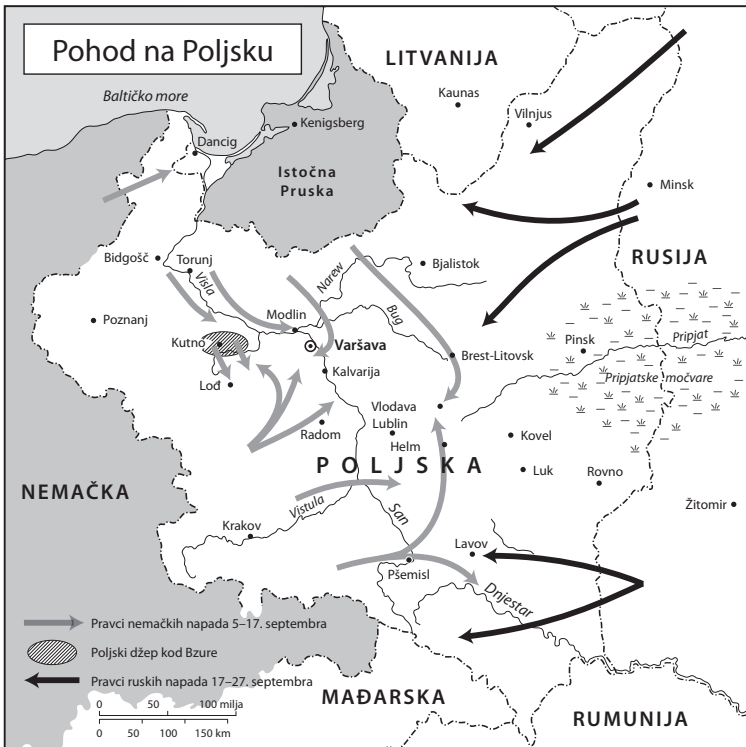 Pohod na Poljsku
LITVANIJA
Baltičko more
Kaunas
Vilnjus
Kenigsberg
Dancig
Istočna
Pruska
Minsk
RUSIJA
Bidgošč
Torunj
Visla
Narew
Bjalistok
Bug
Modlin
Poznanj
Kutno
Varšava
Brest-Litovsk
Pinsk
Pripjat
Kalvarija
Pripjatske močvare
Lođ
Vlodava
Lublin
Radom
Helm
Kovel
POLJSKA
Luk
Rovno
NEMAČKA
Vistula
San
Žitomir
Krakov
Lavov
Pšemisl
Dnjestar
Pravci nemačkih napada 5–17. septembra
Poljski džep kod Bzure
Pravci ruskih napada 17–27. septembra
MAĐARSKA
RUMUNIJA
0 50 100 milja
0 50 100 150 km